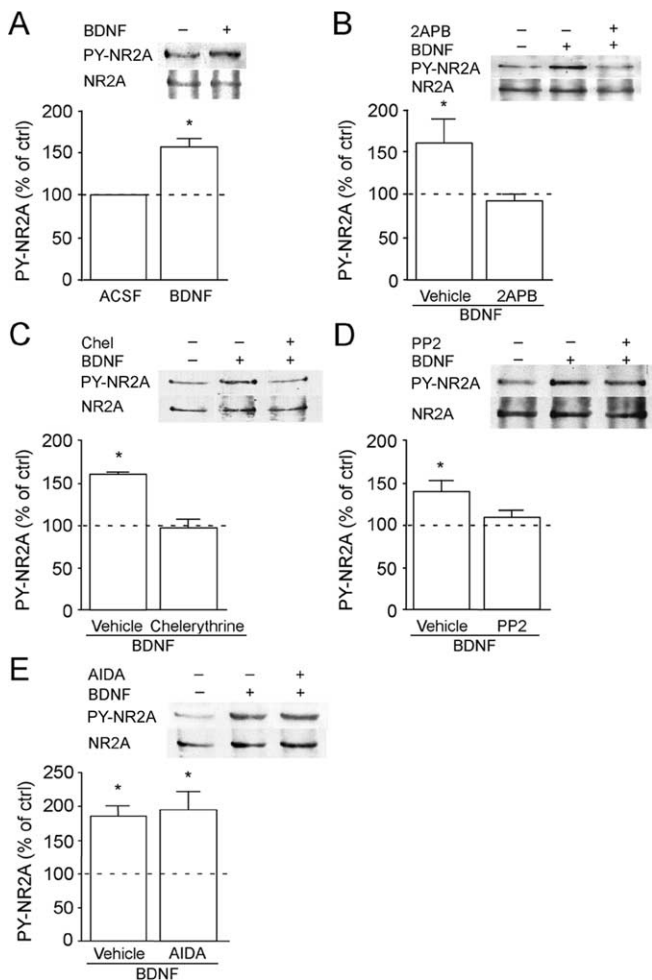 A
BDNF − +
PY-NR2A
NR2A
PY-NR2A (% of ctrl)
200
150
100
50
0
*
ACSF BDNF
B
2APB − − +
BDNF − + +
PY-NR2A
NR2A
PY-NR2A (% of ctrl)
200
150
100
50
0
*
Vehicle 2APB
BDNF
C
Chel − − +
BDNF − + +
PY-NR2A
NR2A
PY-NR2A (% of ctrl)
200
150
100
50
0
*
Vehicle Chelerythrine
BDNF
D
PP2 − − +
BDNF − + +
PY-NR2A
NR2A
PY-NR2A (% of ctrl)
200
150
100
50
0
*
Vehicle PP2
BDNF
E
AIDA − − +
BDNF − + +
PY-NR2A
NR2A
PY-NR2A (% of ctrl)
250
200
150
100
50
0
* *
Vehicle AIDA
BDNF